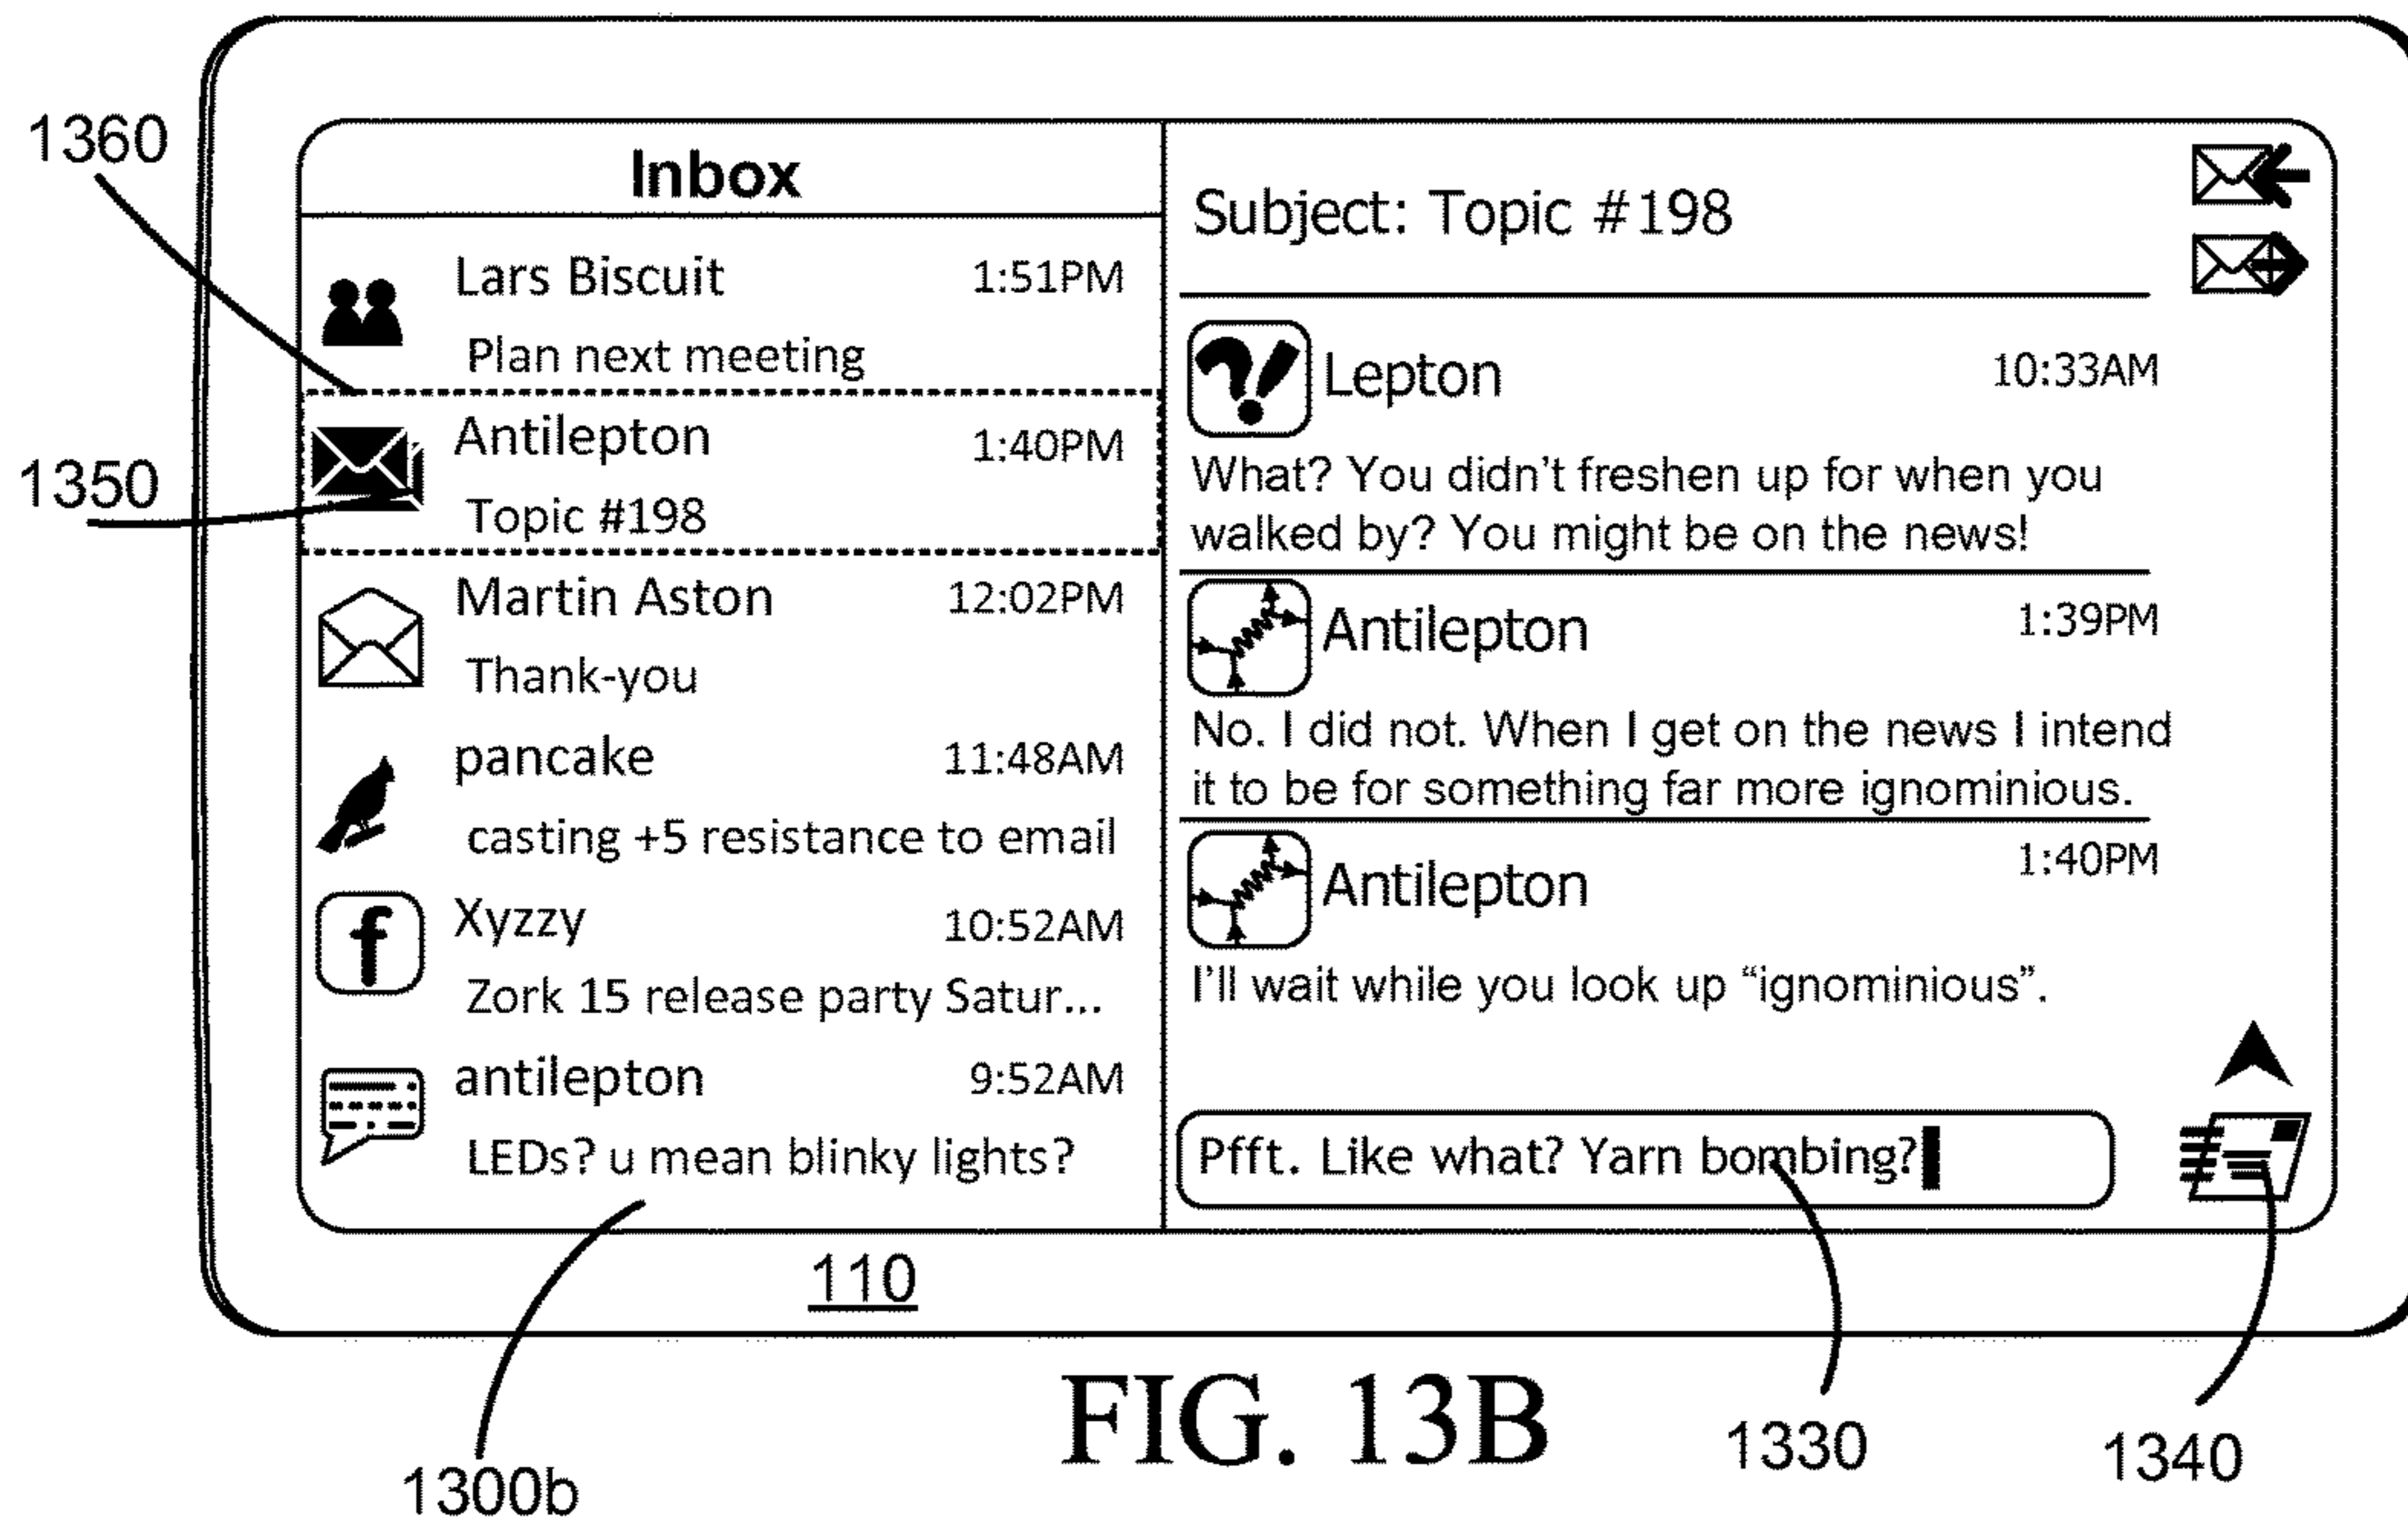 1360
1350
Inbox
Lars Biscuit 1:51PM
Plan next meeting
Antilepton 1:40PM
Topic #198
Martin Aston 12:02PM
Thank-you
pancake 11:48AM
casting +5 resistance to email
f
Xyzzy 10:52AM
Zork 15 release party Satur...
antilepton 9:52AM
LEDs? u mean blinky lights?
Subject: Topic #198
?! Lepton 10:33AM
What? You didn't freshen up for when you
walked by? You might be on the news!
Antilepton 1:39PM
No. I did not. When I get on the news I intend
it to be for something far more ignominious.
Antilepton 1:40PM
I'll wait while you look up “ignominious”.
Pfft. Like what? Yarn bombing?
110
FIG. 13B
1300b
1330
1340